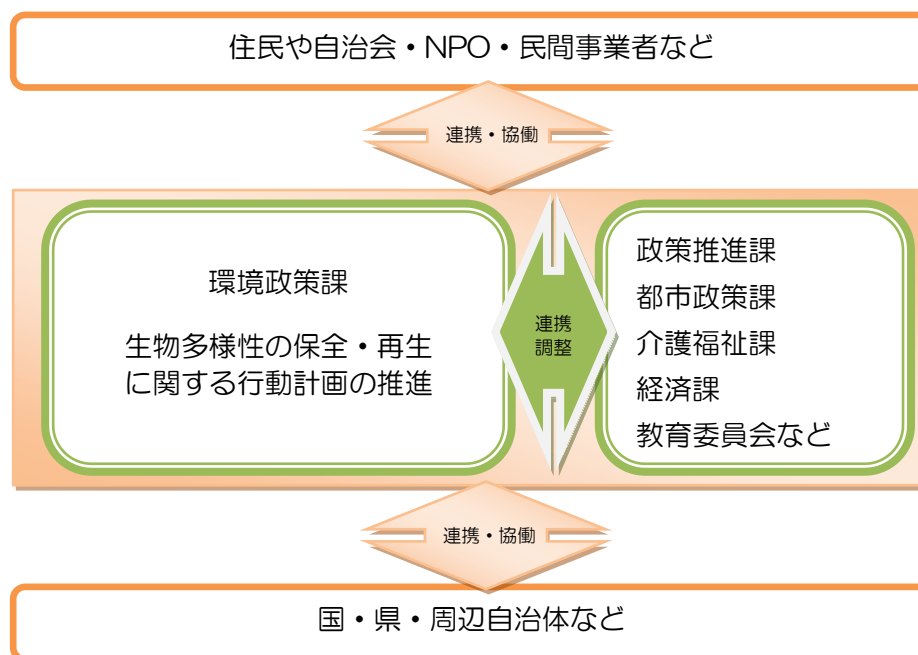 住民や自治会・NPO・民間事業者など
連携・協働
環境政策課
生物多様性の保全・再生
に関する行動計画の推進
連携
調整
政策推進課
都市政策課
介護福祉課
経済課
教育委員会など
連携・協働
国・県・周辺自治体など